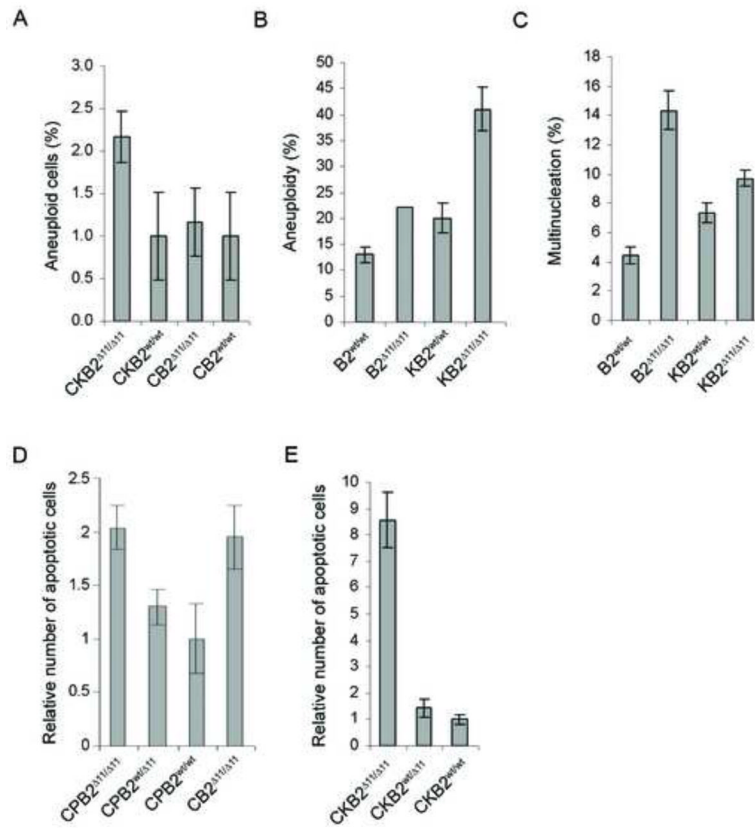 A
Aneuploid cells (%)
3.0
2.5
2.0
1.5
1.0
0.5
0.0
CKB2Δ11/Δ11
CKB2wt/wt
CB2Δ11/Δ11
CB2wt/wt
B
Aneuploidy (%)
50
45
40
35
30
25
20
15
10
5
0
B2wt/wt
B2Δ11/Δ11
KB2wt/wt
KB2Δ11/Δ11
C
Multinucleation (%)
18
16
14
12
10
8
6
4
2
0
B2wt/wt
B2Δ11/Δ11
KB2wt/wt
KB2Δ11/Δ11
D
Relative number of apoptotic cells
2.5
2
1.5
1
0.5
0
CPB2Δ11/Δ11
CPB2wt/Δ11
CPB2wt/wt
CB2Δ11/Δ11
E
Relative number of apoptotic cells
10
9
8
7
6
5
4
3
2
1
0
CKB2Δ11/Δ11
CKB2wt/Δ11
CKB2wt/wt